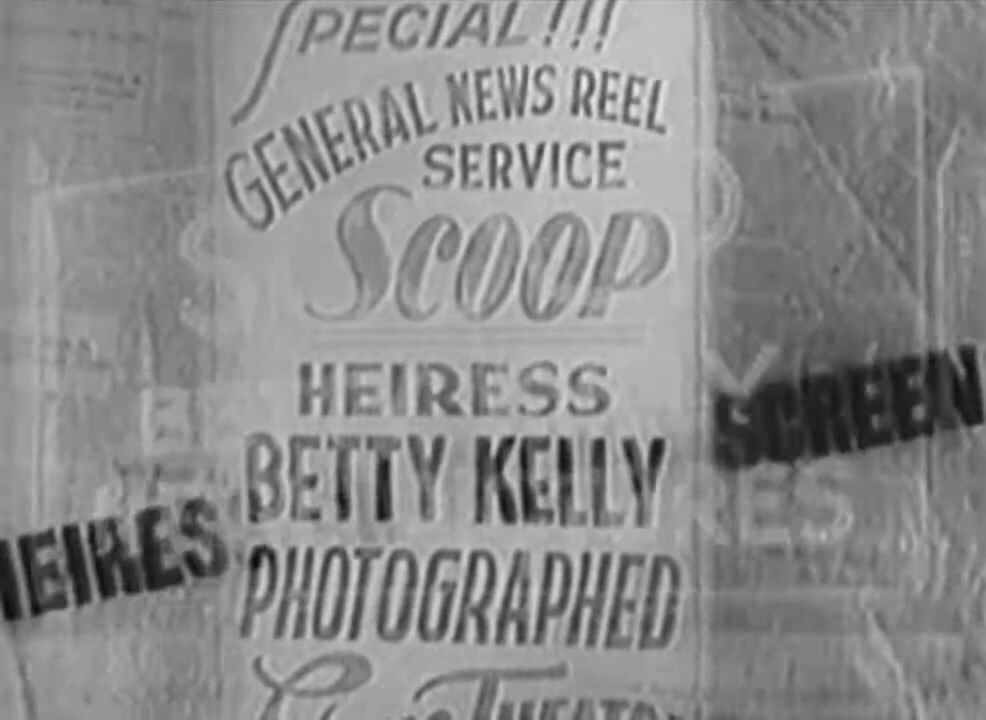 SPECIAL!!!
GENERAL NEWS REEL
SERVICE
SCOOP
HEIRESS
BETTY KELLY
PHOTOGRAPHED
HEIRES
SCREEN